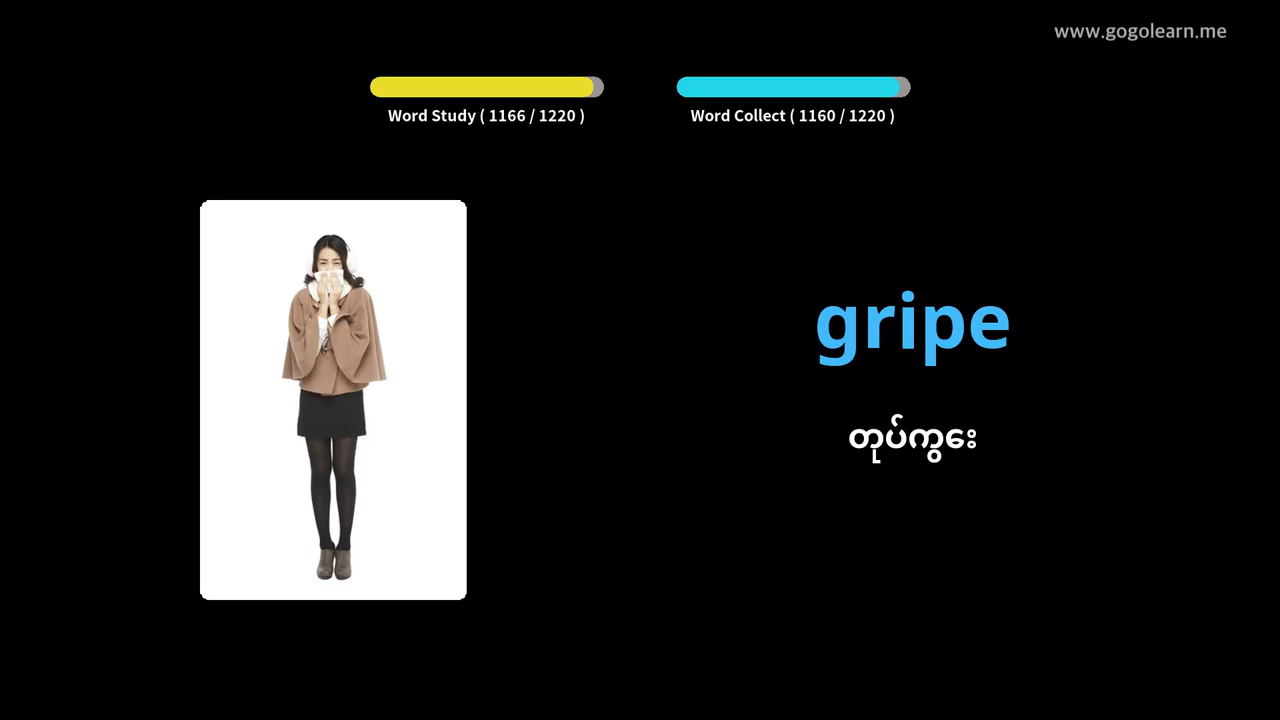 www.gogolearn.me
Word Study ( 1166 / 1220 )
Word Collect ( 1160 / 1220 )
gripe
တုပ်ကွေး